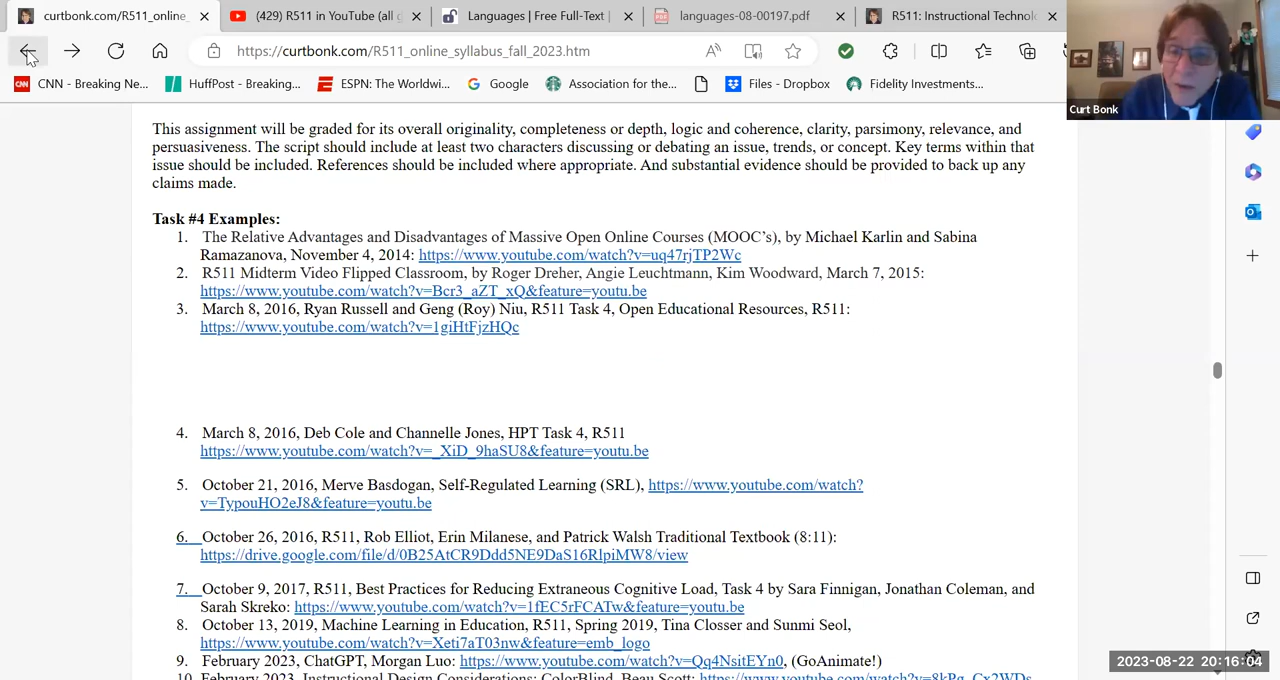 curtbonk.com/R511_online_
(429) R511 in YouTube (all
Languages | Free Full-Text |
languages-08-00197.pdf
R511: Instructional Technol
https://curtbonk.com/R511_online_syllabus_fall_2023.htm
CNN - Breaking Ne...
HuffPost - Breaking...
ESPN: The Worldwi...
Google
Association for the...
Files - Dropbox
Fidelity Investments...
Curt Bonk
This assignment will be graded for its overall originality, completeness or depth, logic and coherence, clarity, parsimony, relevance, and
persuasiveness. The script should include at least two characters discussing or debating an issue, trends, or concept. Key terms within that
issue should be included. References should be included where appropriate. And substantial evidence should be provided to back up any
claims made.
Task #4 Examples:
1. The Relative Advantages and Disadvantages of Massive Open Online Courses (MOOC's), by Michael Karlin and Sabina
Ramazanova, November 4, 2014: https://www.youtube.com/watch?v=uq47rjTP2Wc
2. R511 Midterm Video Flipped Classroom, by Roger Dreher, Angie Leuchtmann, Kim Woodward, March 7, 2015:
https://www.youtube.com/watch?v=Bcr3_aZT_xQ&feature=youtu.be
3. March 8, 2016, Ryan Russell and Geng (Roy) Niu, R511 Task 4, Open Educational Resources, R511:
https://www.youtube.com/watch?v=1giHtFjzHQc
4. March 8, 2016, Deb Cole and Channelle Jones, HPT Task 4, R511
https://www.youtube.com/watch?v=_XiD_9haSU8&feature=youtu.be
5. October 21, 2016, Merve Basdogan, Self-Regulated Learning (SRL), https://www.youtube.com/watch?
v=TypouHO2eJ8&feature=youtu.be
6. October 26, 2016, R511, Rob Elliot, Erin Milanese, and Patrick Walsh Traditional Textbook (8:11):
https://drive.google.com/file/d/0B25AtCR9Ddd5NE9DaS16RlpiMW8/view
7. October 9, 2017, R511, Best Practices for Reducing Extraneous Cognitive Load, Task 4 by Sara Finnigan, Jonathan Coleman, and
Sarah Skreko: https://www.youtube.com/watch?v=1fEC5rFCATw&feature=youtu.be
8. October 13, 2019, Machine Learning in Education, R511, Spring 2019, Tina Closser and Sunmi Seol,
https://www.youtube.com/watch?v=Xeti7aT03nw&feature=emb_logo
9. February 2023, ChatGPT, Morgan Luo: https://www.youtube.com/watch?v=Qq4NsitEYn0, (GoAnimate!)
10. February 2023, Instructional Design Considerations: ColorBlind, Beau Scott: https://www.youtube.com/watch?v=8kPg_Cx2WDs
2023-08-22 20:16:04